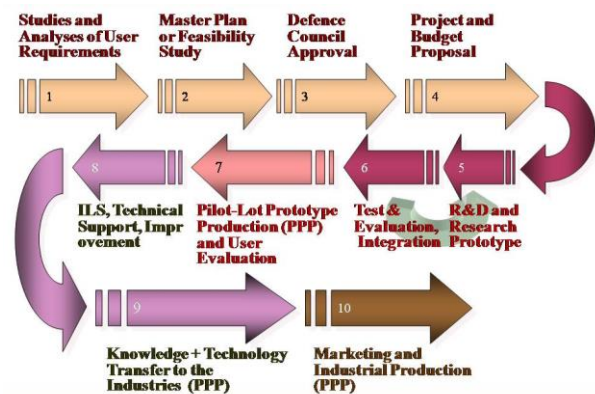 Studies and
Analyses of User
Requirements
Master Plan
or Feasibility
Study
Defence
Council
Approval
Project and
Budget
Proposal
1
2
3
4
8
7
6
5
ILS, Technical
Support, Impr
ovement
Pilot-Lot Prototype
Production (PPP)
and User
Evaluation
Test &
Evaluation,
Integration
R&D and
Research
Prototype
9
10
Knowledge + Technology
Transfer to the
Industries (PPP)
Marketing and
Industrial Production
(PPP)